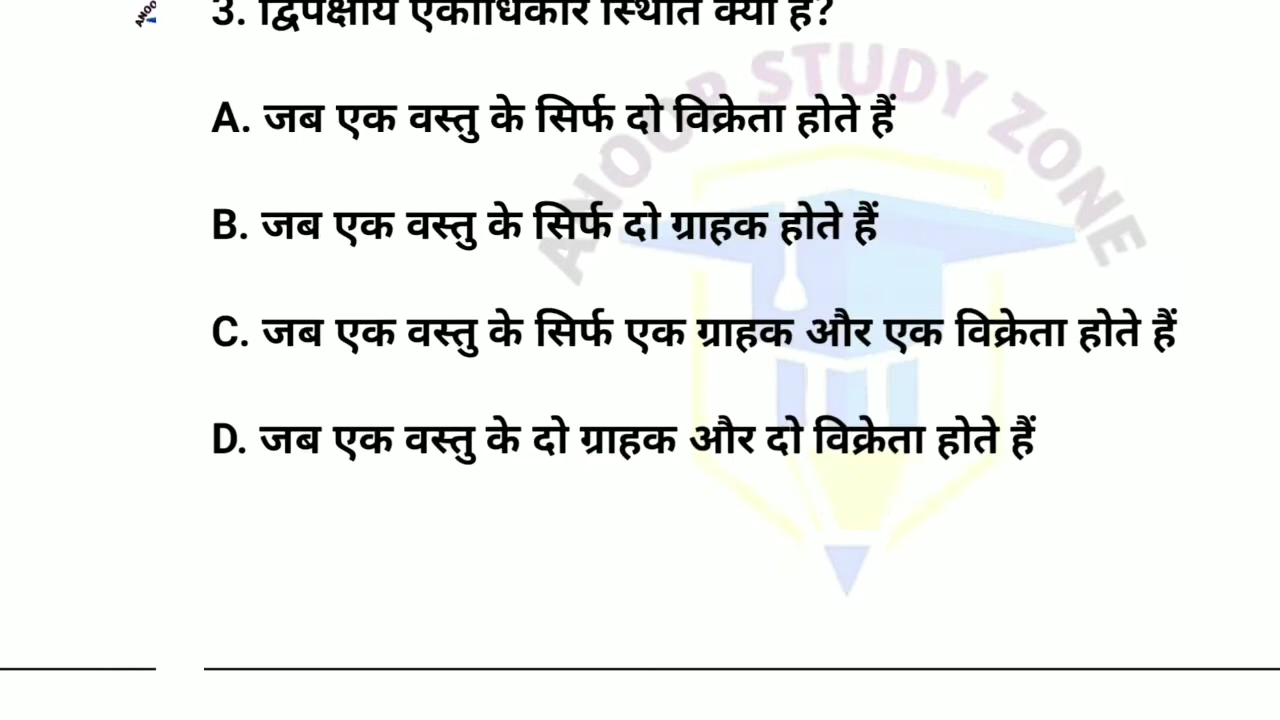 3. द्विपक्षीय एकाधिकार स्थिति क्या है?
ANOOP STUDY ZONE
A. जब एक वस्तु के सिर्फ दो विक्रेता होते हैं
B. जब एक वस्तु के सिर्फ दो ग्राहक होते हैं
C. जब एक वस्तु के सिर्फ एक ग्राहक और एक विक्रेता होते हैं
D. जब एक वस्तु के दो ग्राहक और दो विक्रेता होते हैं